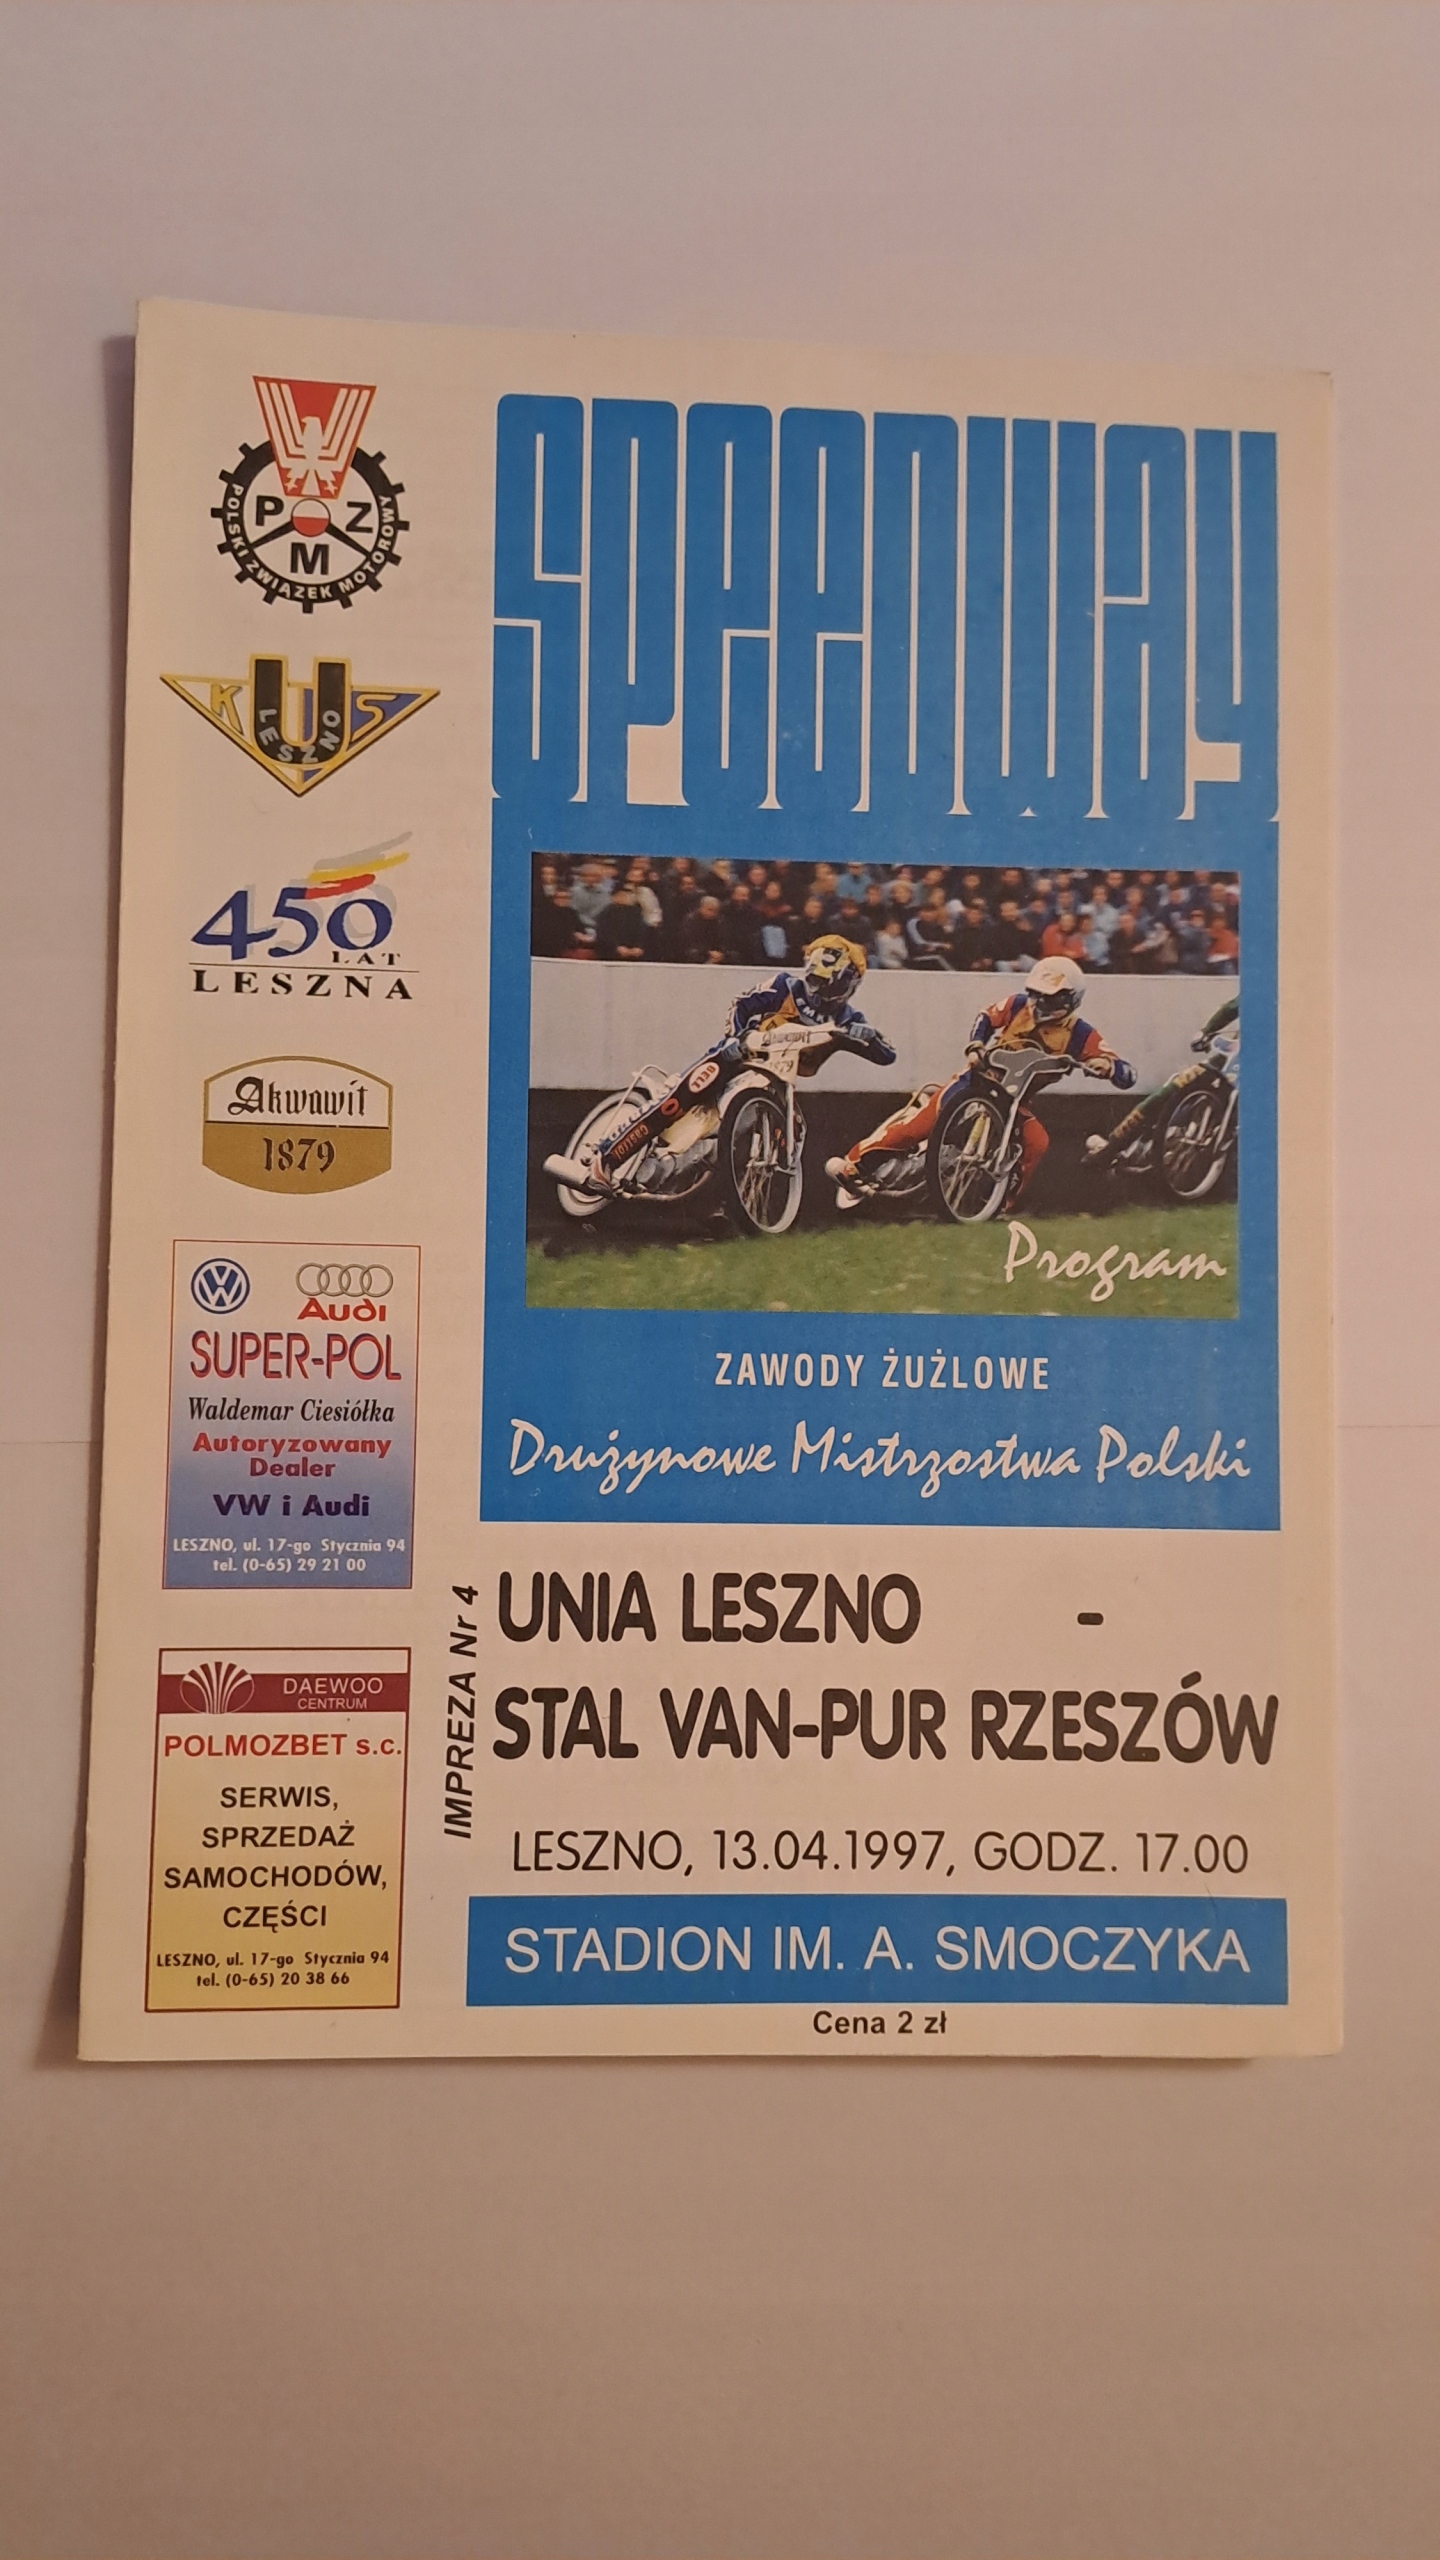 P Z
M
POLSKI ZWIĄZEK MOTOROWY
K U S
LESZNO
450
LAT
LESZNA
Akwawit
1879
Audi
SUPER-POL
Waldemar Ciesiółka
Autoryzowany
Dealer
VW i Audi
LESZNO, ul. 17-go Stycznia 94
tel. (0-65) 29 21 00
DAEWOO
CENTRUM
POLMOZBET s.c.
SERWIS,
SPRZEDAŻ
SAMOCHODÓW,
CZĘŚCI
LESZNO, ul. 17-go Stycznia 94
tel. (0-65) 20 38 66
SPEEDWAY
Akwawit
1879
BELL
Castrol
Program
ZAWODY ŻUŻLOWE
Drużynowe Mistrzostwa Polski
IMPREZA Nr 4
UNIA LESZNO -
STAL VAN-PUR RZESZÓW
LESZNO, 13.04.1997, GODZ. 17.00
STADION IM. A. SMOCZYKA
Cena 2 zł